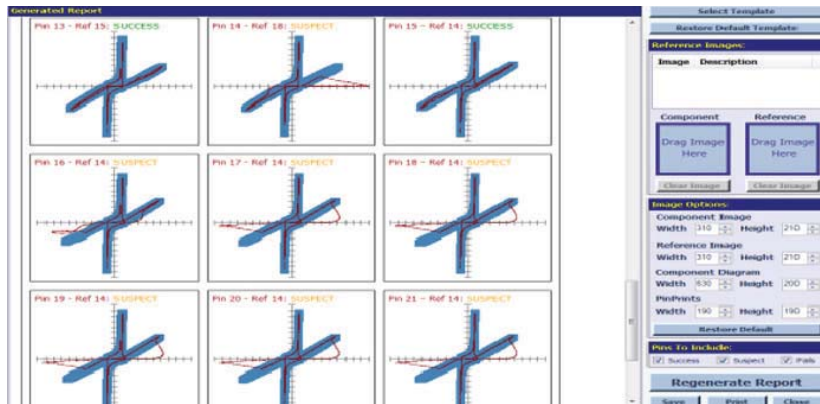 Generated Report
Pin 13 - Ref 15: SUCCESS
Pin 14 - Ref 18: SUSPECT
Pin 15 - Ref 14: SUCCESS
Pin 16 - Ref 14: SUSPECT
Pin 17 - Ref 14: SUSPECT
Pin 18 - Ref 14: SUSPECT
Pin 19 - Ref 14: SUSPECT
Pin 20 - Ref 14: SUSPECT
Pin 21 - Ref 14: SUSPECT
Select Template
Restore Default Template
Reference Images:
Image Description
Component Reference
Drag Image Here
Drag Image Here
Clear Image Clear Image
Image Options:
Component Image
Width 310 Height 210
Reference Image
Width 310 Height 210
Component Diagram
Width 630 Height 200
PinPrints
Width 190 Height 190
Restore Default
Pins To Include:
Success Suspect Fails
Regenerate Report
Save Print Close